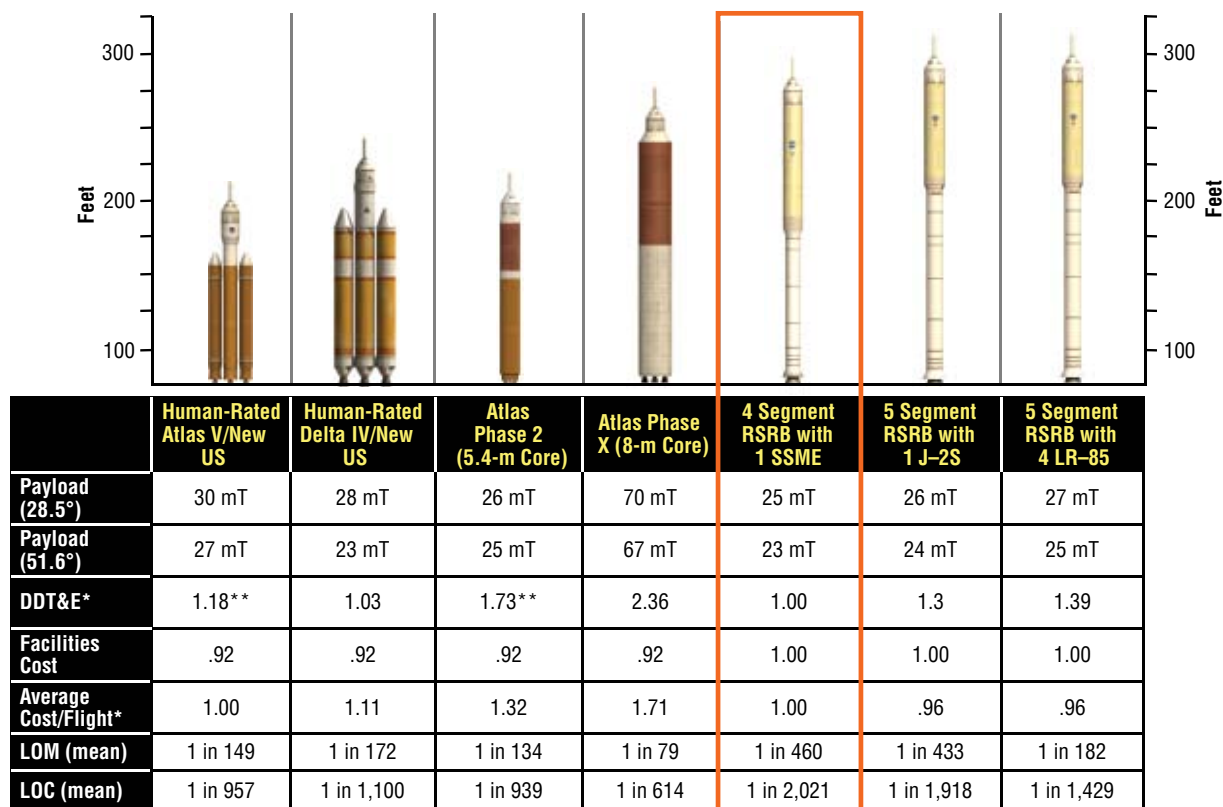 300
200
100
Feet
300
200
100
Feet
Human-Rated
Atlas V/New
US
Human-Rated
Delta IV/New
US
Atlas
Phase 2
(5.4-m Core)
Atlas Phase
X (8-m Core)
4 Segment
RSRB with
1 SSME
5 Segment
RSRB with
1 J–2S
5 Segment
RSRB with
4 LR–85
Payload
(28.5°)
30 mT
28 mT
26 mT
70 mT
25 mT
26 mT
27 mT
Payload
(51.6°)
27 mT
23 mT
25 mT
67 mT
23 mT
24 mT
25 mT
DDT&E*
1.18**
1.03
1.73**
2.36
1.00
1.3
1.39
Facilities
Cost
.92
.92
.92
.92
1.00
1.00
1.00
Average
Cost/Flight*
1.00
1.11
1.32
1.71
1.00
.96
.96
LOM (mean)
1 in 149
1 in 172
1 in 134
1 in 79
1 in 460
1 in 433
1 in 182
LOC (mean)
1 in 957
1 in 1,100
1 in 939
1 in 614
1 in 2,021
1 in 1,918
1 in 1,429